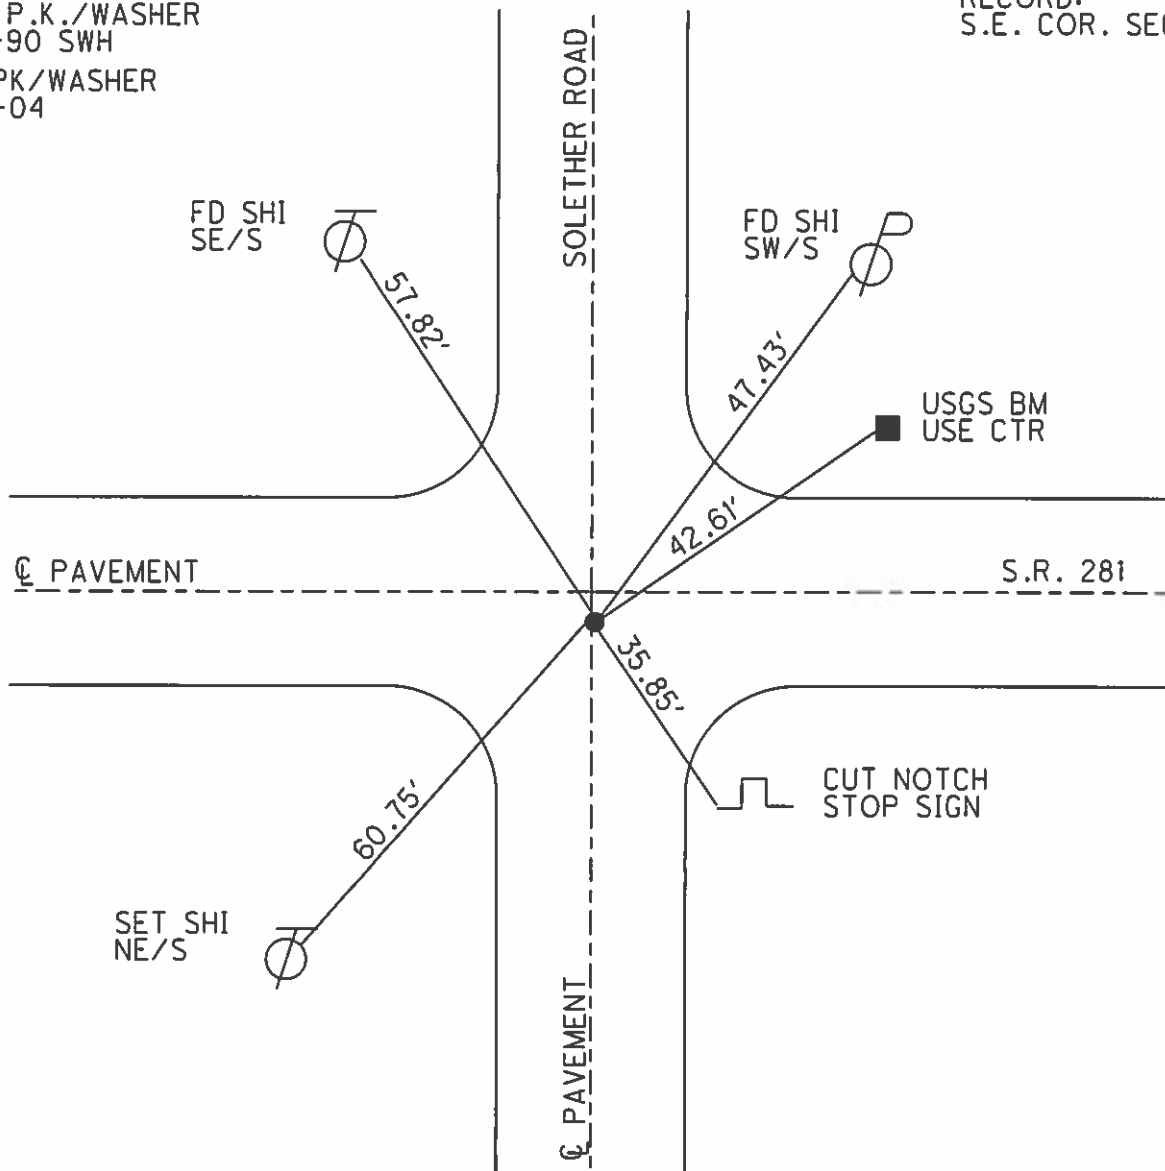 P.K./WASHER
-90 SWH
PK/WASHER
-04
RECORD:
S.E. COR.
SOLETHER ROAD
FD SHI
SE/S
FD SHI
SW/S
57.82'
47.43'
USGS BM
USE CTR
42.61'
℄ PAVEMENT
S.R. 281
35.85'
CUT NOTCH
STOP SIGN
60.75'
SET SHI
NE/S
℄ PAVEMENT